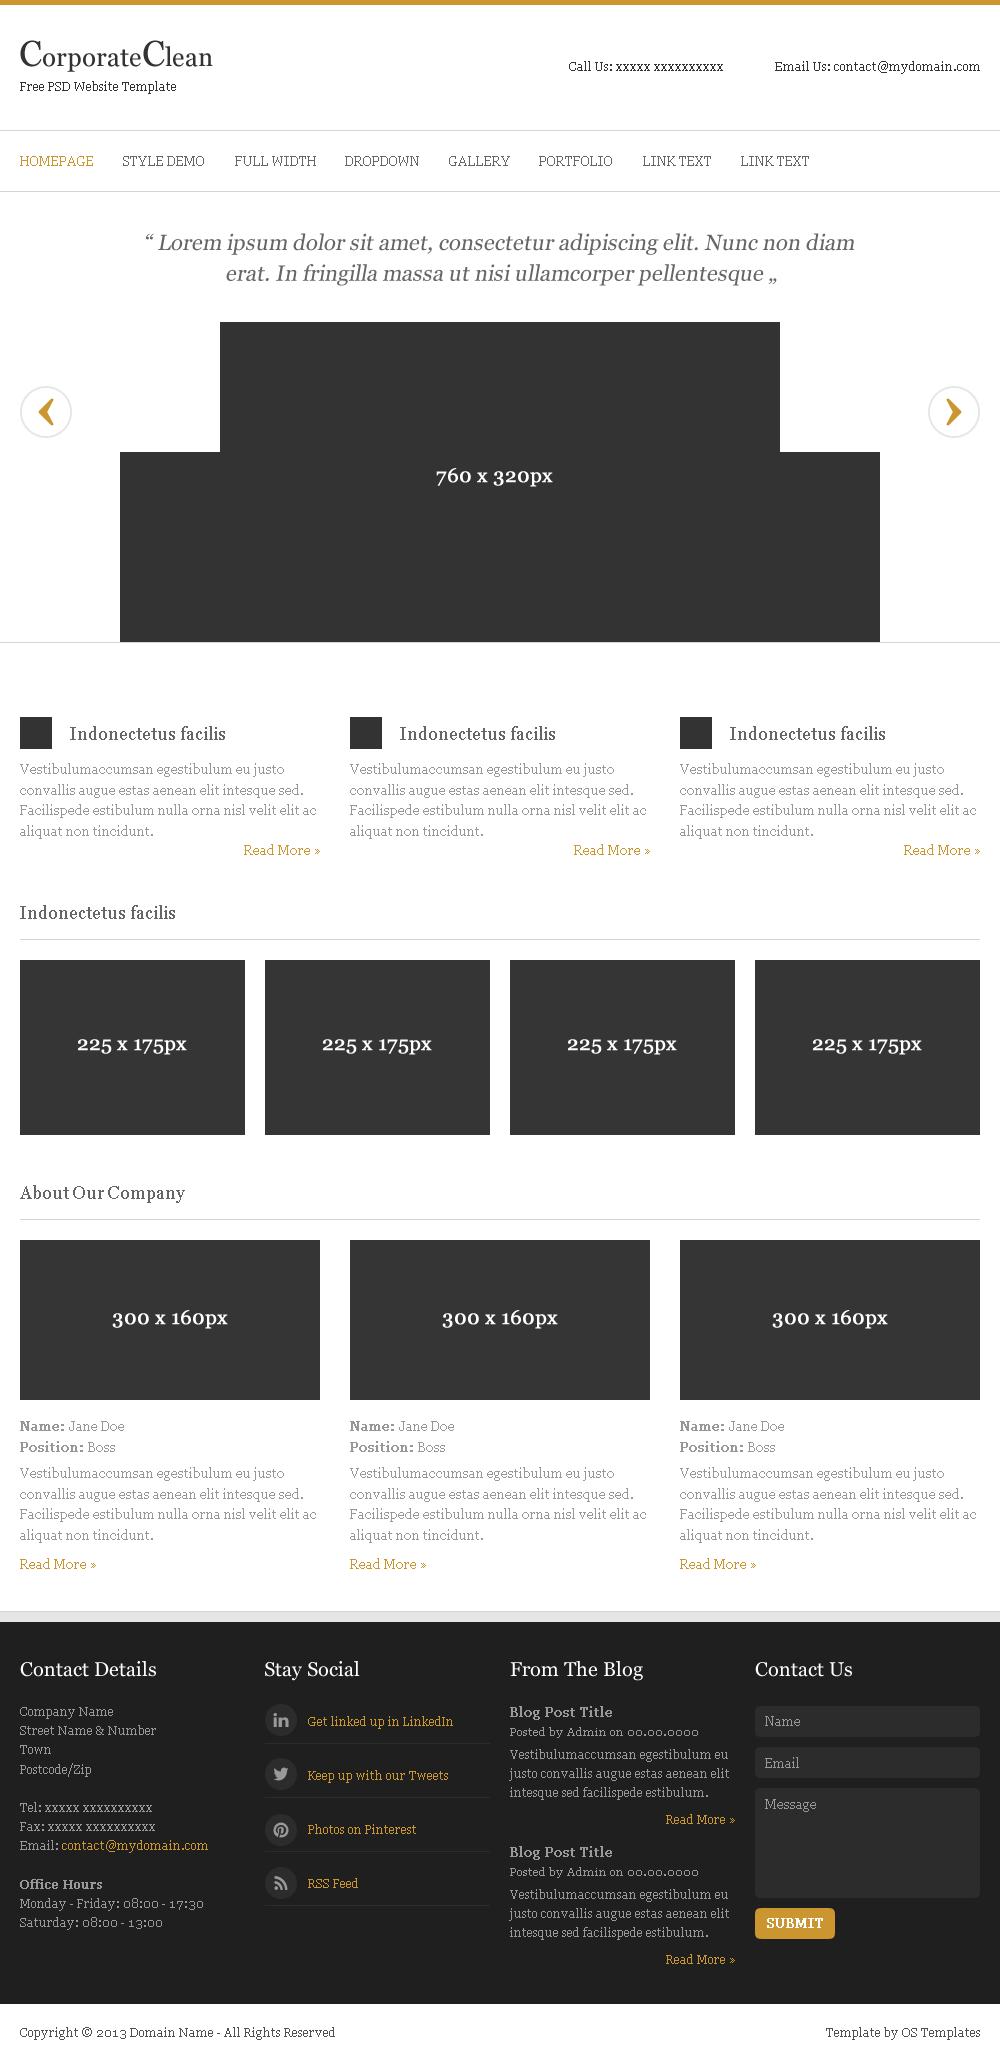 CorporateClean
Free PSD Website Template
Call Us: xxxxx xxxxxxxxxx
Email Us: contact@mydomain.com
HOMEPAGE STYLE DEMO FULL WIDTH DROPDOWN GALLERY PORTFOLIO LINK TEXT LINK TEXT
“ Lorem ipsum dolor sit amet, consectetur adipiscing elit. Nunc non diam
erat. In fringilla massa ut nisi ullamcorper pellentesque „
760 x 320px
Indonectetus facilis
Vestibulumaccumsan egestibulum eu justo
convallis augue estas aenean elit intesque sed.
Facilispede estibulum nulla orna nisl velit elit ac
aliquat non tincidunt.
Read More »
Indonectetus facilis
Vestibulumaccumsan egestibulum eu justo
convallis augue estas aenean elit intesque sed.
Facilispede estibulum nulla orna nisl velit elit ac
aliquat non tincidunt.
Read More »
Indonectetus facilis
Vestibulumaccumsan egestibulum eu justo
convallis augue estas aenean elit intesque sed.
Facilispede estibulum nulla orna nisl velit elit ac
aliquat non tincidunt.
Read More »
Indonectetus facilis
225 x 175px
225 x 175px
225 x 175px
225 x 175px
About Our Company
300 x 160px
Name: Jane Doe
Position: Boss
Vestibulumaccumsan egestibulum eu justo
convallis augue estas aenean elit intesque sed.
Facilispede estibulum nulla orna nisl velit elit ac
aliquat non tincidunt.
Read More »
300 x 160px
Name: Jane Doe
Position: Boss
Vestibulumaccumsan egestibulum eu justo
convallis augue estas aenean elit intesque sed.
Facilispede estibulum nulla orna nisl velit elit ac
aliquat non tincidunt.
Read More »
300 x 160px
Name: Jane Doe
Position: Boss
Vestibulumaccumsan egestibulum eu justo
convallis augue estas aenean elit intesque sed.
Facilispede estibulum nulla orna nisl velit elit ac
aliquat non tincidunt.
Read More »
Contact Details
Company Name
Street Name & Number
Town
Postcode/Zip
Tel: xxxxx xxxxxxxxxx
Fax: xxxxx xxxxxxxxxx
Email: contact@mydomain.com
Office Hours
Monday - Friday: 08:00 - 17:30
Saturday: 08:00 - 13:00
Stay Social
in
Get linked up in LinkedIn
Keep up with our Tweets
Photos on Pinterest
RSS Feed
From The Blog
Blog Post Title
Posted by Admin on 00.00.0000
Vestibulumaccumsan egestibulum eu
justo convallis augue estas aenean elit
intesque sed facilispede estibulum.
Read More »
Blog Post Title
Posted by Admin on 00.00.0000
Vestibulumaccumsan egestibulum eu
justo convallis augue estas aenean elit
intesque sed facilispede estibulum.
Read More »
Contact Us
Name
Email
Message
SUBMIT
Copyright © 2013 Domain Name - All Rights Reserved
Template by OS Templates